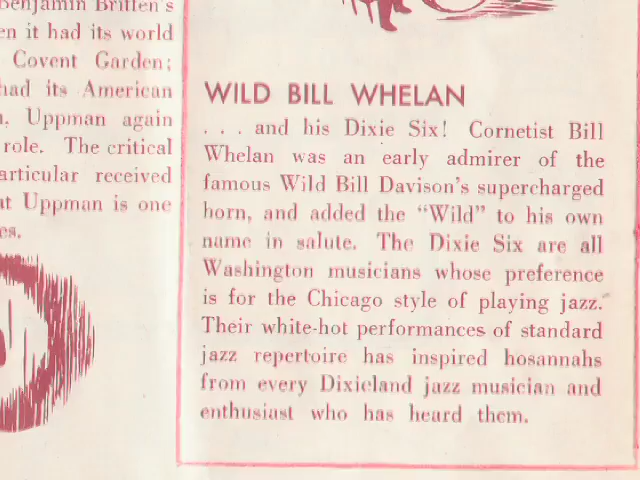 Benjamin Britten's
en it had its world
Covent Garden;
had its American
Uppman again
role. The critical
articular received
at Uppman is one
es.
WILD BILL WHELAN
. . . and his Dixie Six! Cornetist Bill
Whelan was an early admirer of the
famous Wild Bill Davison's supercharged
horn, and added the "Wild" to his own
name in salute. The Dixie Six are all
Washington musicians whose preference
is for the Chicago style of playing jazz.
Their white-hot performances of standard
jazz repertoire has inspired hosannahs
from every Dixieland jazz musician and
enthusiast who has heard them.